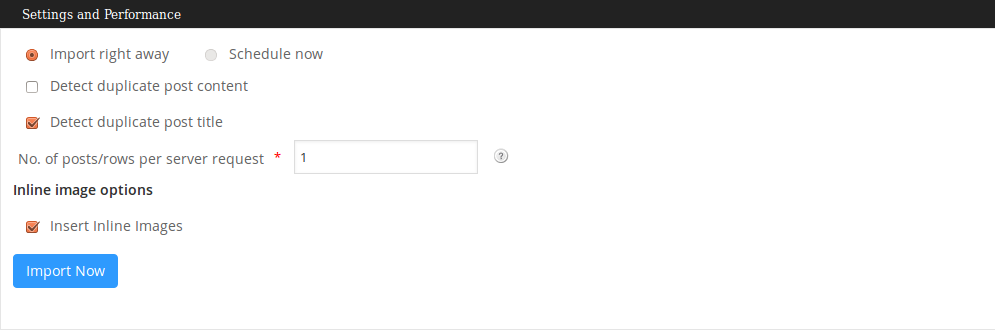 Settings and Performance
Import right away Schedule now
Detect duplicate post content
Detect duplicate post title
No. of posts/rows per server request * 1 ?
Inline image options
Insert Inline Images
Import Now